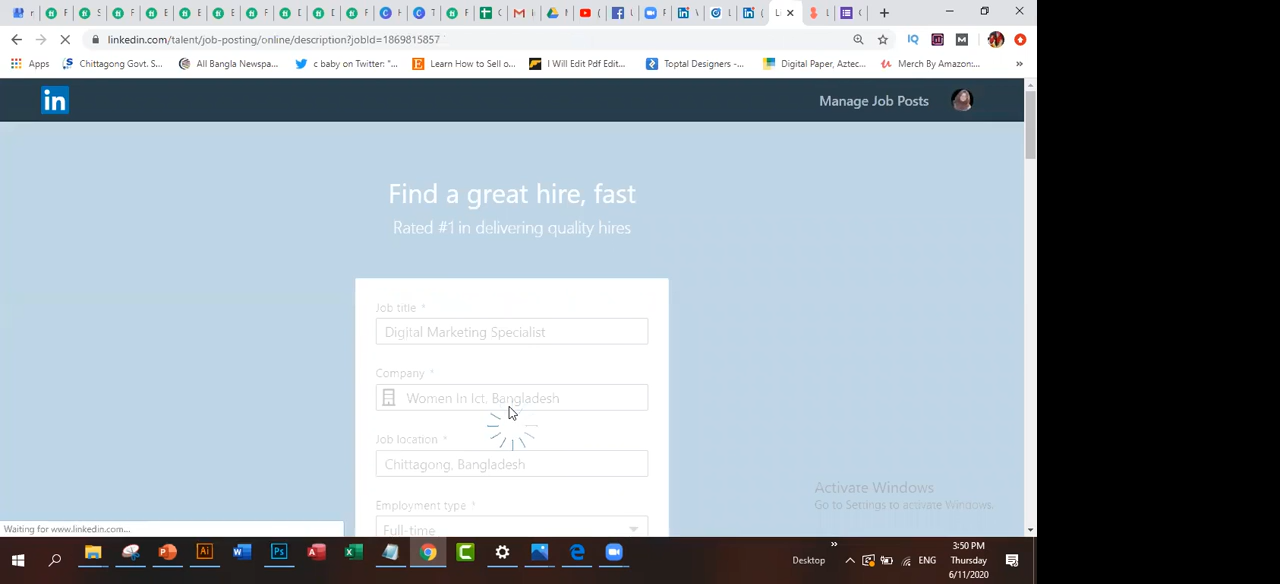 linkedin.com/talent/job-posting/online/description?jobId=1869815857
Apps
Chittagong Govt. S...
All Bangla Newspa...
c baby on Twitter: "...
Learn How to Sell o...
I Will Edit Pdf Edit...
Toptal Designers -...
Digital Paper, Aztec...
Merch By Amazon:...
»
in
Manage Job Posts
Find a great hire, fast
Rated #1 in delivering quality hires
Job title *
Digital Marketing Specialist
Company *
Women in Ict, Bangladesh
Job location *
Chittagong, Bangladesh
Employment type *
Full-time
Activate Windows
Go to Settings to activate Windows.
Waiting for www.linkedin.com...
Desktop
»
ENG
3:50 PM
Thursday
6/11/2020